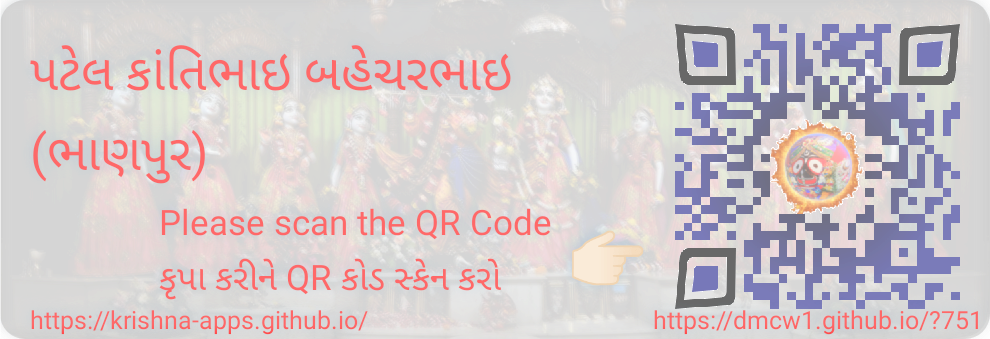 પટેલ કાંતિભાઇ બહેચરભાઇ
(ભાણપુર)
Please scan the QR Code
કૃપા કરીને QR કોડ સ્કેન કરો
https://krishna-apps.github.io/
https://dmcw1.github.io/?751